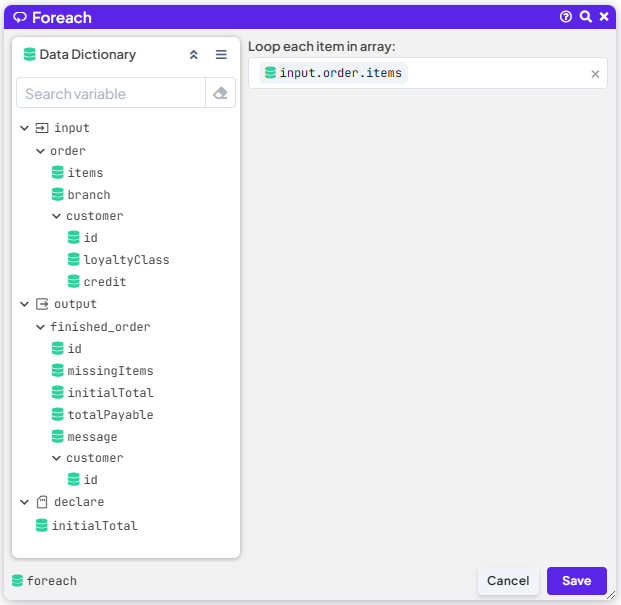 Foreach
Data Dictionary
Search variable
input
order
items
branch
customer
id
loyaltyClass
credit
output
finished_order
id
missingItems
initialTotal
totalPayable
message
customer
id
declare
initialTotal
Loop each item in array:
input.order.items
foreach
Cancel
Save